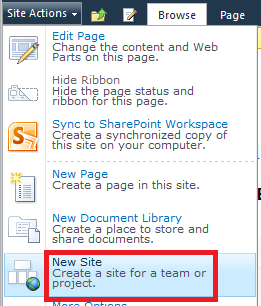 Site Actions
Browse
Page
Edit Page
Change the content and Web
Parts on this page.
Hide Ribbon
Hide the page status and
ribbon for this page.
Sync to SharePoint Workspace
Create a synchronized copy of
this site on your computer.
New Page
Create a page in this site.
New Document Library
Create a place to store and
share documents.
New Site
Create a site for a team or
project.
More Options